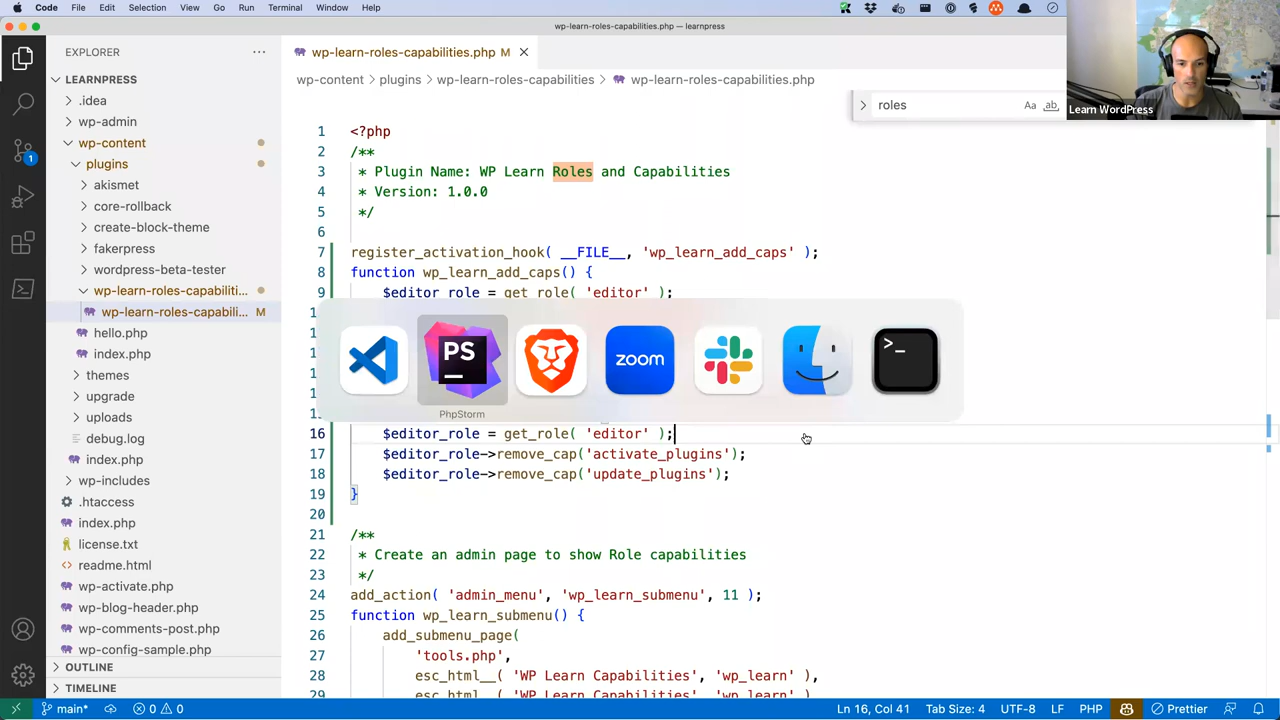 Code File Edit Selection View Go Run Terminal Window Help
wp-learn-roles-capabilities.php — learnpress
EXPLORER
wp-learn-roles-capabilities.php M
LEARNPRESS
wp-content > plugins > wp-learn-roles-capabilities > wp-learn-roles-capabilities.php
roles
Aa
ab,
Learn WordPress
.idea
wp-admin
wp-content
plugins
akismet
core-rollback
create-block-theme
fakerpress
wordpress-beta-tester
wp-learn-roles-capabiliti...
wp-learn-roles-capabili... M
hello.php
index.php
themes
upgrade
uploads
debug.log
index.php
wp-includes
.htaccess
index.php
license.txt
readme.html
wp-activate.php
wp-blog-header.php
wp-comments-post.php
wp-config-sample.php
OUTLINE
TIMELINE
1 <?php
2 /**
3 * Plugin Name: WP Learn Roles and Capabilities
4 * Version: 1.0.0
5 */
6
7 register_activation_hook( __FILE__, 'wp_learn_add_caps' );
8 function wp_learn_add_caps() {
9 $editor_role = get_role( 'editor' );
PS
zoom
>_
PhpStorm
16 $editor_role = get_role( 'editor' );
17 $editor_role->remove_cap('activate_plugins');
18 $editor_role->remove_cap('update_plugins');
19 }
20
21 /**
22 * Create an admin page to show Role capabilities
23 */
24 add_action( 'admin_menu', 'wp_learn_submenu', 11 );
25 function wp_learn_submenu() {
26 add_submenu_page(
27 'tools.php',
28 esc_html__( 'WP Learn Capabilities', 'wp_learn' ),
29 esc_html__( 'WP Learn Capabilities', 'wp_learn' ),
1
main* 0 0 Ln 16, Col 41 Tab Size: 4 UTF-8 LF PHP Prettier